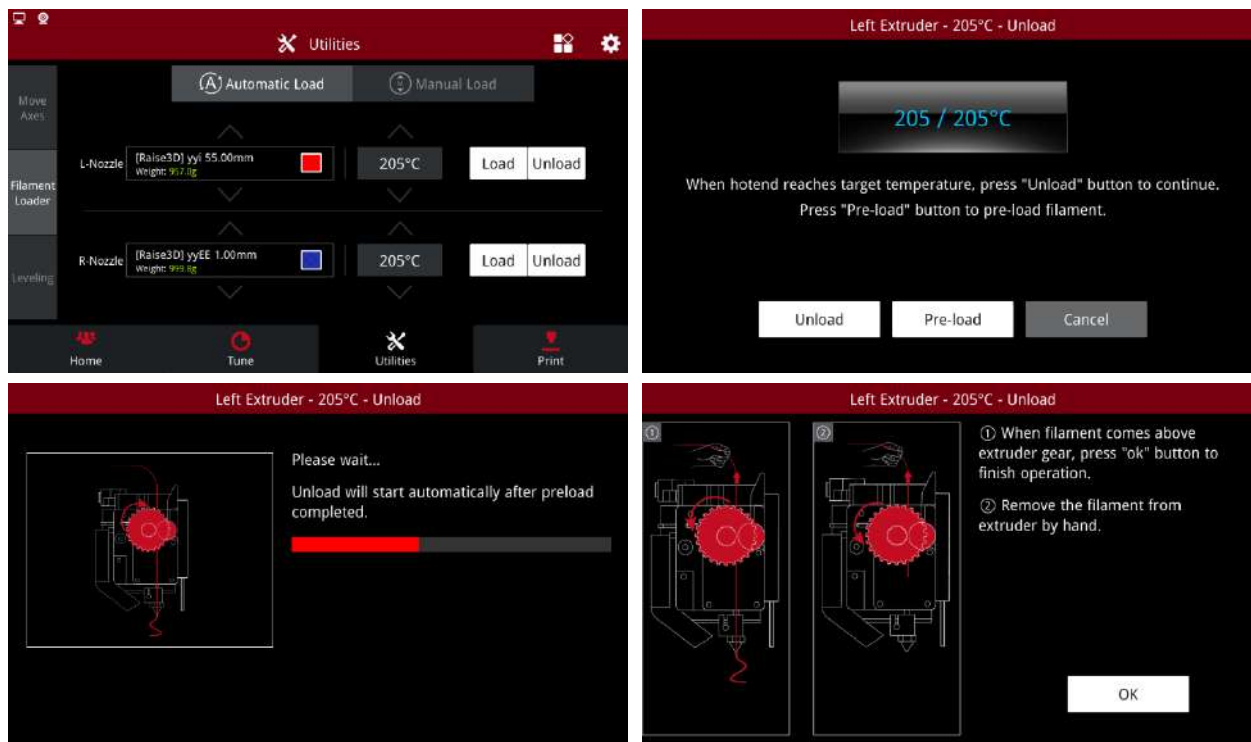 Utilities
Automatic Load
Manual Load
Move
Axes
Filament
Loader
Leveling
L-Nozzle
[Raise3D] yyi 55.00mm
Weight: 957.0g
205°C
Load
Unload
R-Nozzle
[Raise3D] yyEE 1.00mm
Weight: 999.8g
205°C
Load
Unload
Home
Tune
Utilities
Print
Left Extruder - 205°C - Unload
205 / 205°C
When hotend reaches target temperature, press "Unload" button to continue.
Press "Pre-load" button to pre-load filament.
Unload
Pre-load
Cancel
Left Extruder - 205°C - Unload
Please wait...
Unload will start automatically after preload
completed.
Left Extruder - 205°C - Unload
①
②
① When filament comes above
extruder gear, press "ok" button to
finish operation.
② Remove the filament from
extruder by hand.
OK